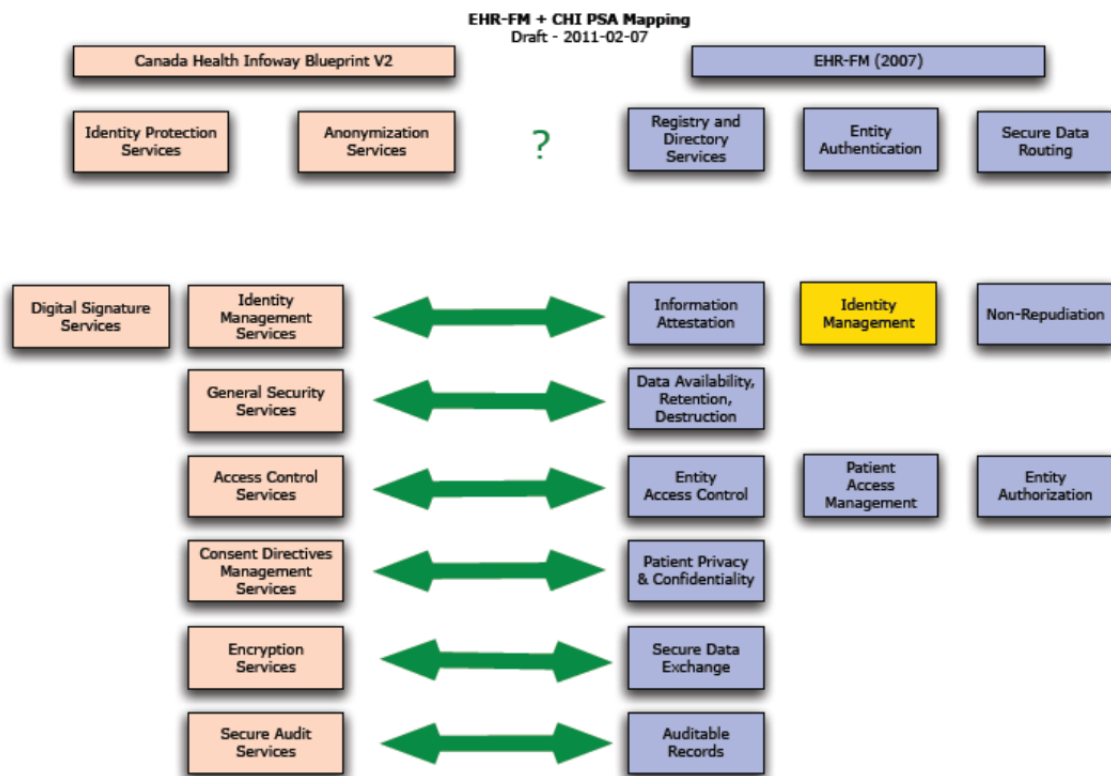 EHR-FM + CHI PSA Mapping
Draft - 2011-02-07
Canada Health Infoway Blueprint V2
EHR-FM (2007)
Identity Protection
Services
Anonymization
Services
?
Registry and
Directory
Services
Entity
Authentication
Secure Data
Routing
Digital Signature
Services
Identity
Management
Services
Information
Attestation
Identity
Management
Non-Repudiation
General Security
Services
Data Availability,
Retention,
Destruction
Access Control
Services
Entity
Access Control
Patient
Access
Management
Entity
Authorization
Consent Directives
Management
Services
Patient Privacy
& Confidentiality
Encryption
Services
Secure Data
Exchange
Secure Audit
Services
Auditable
Records